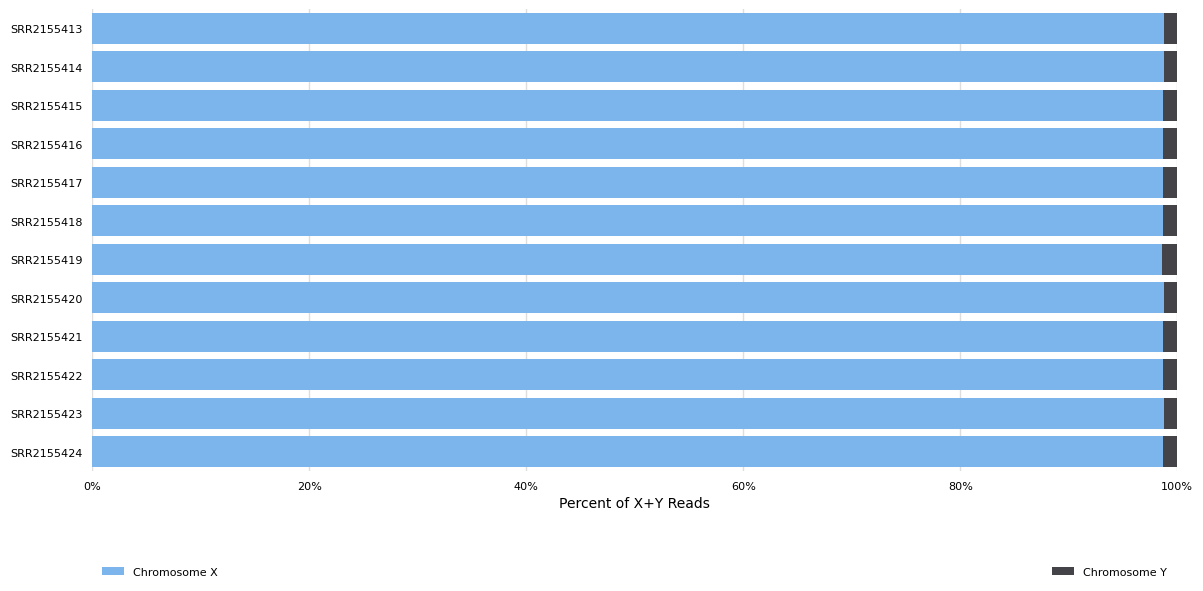 SRR2155413
SRR2155414
SRR2155415
SRR2155416
SRR2155417
SRR2155418
SRR2155419
SRR2155420
SRR2155421
SRR2155422
SRR2155423
SRR2155424
0% 20% 40% 60% 80% 100%
Percent of X+Y Reads
Chromosome X Chromosome Y